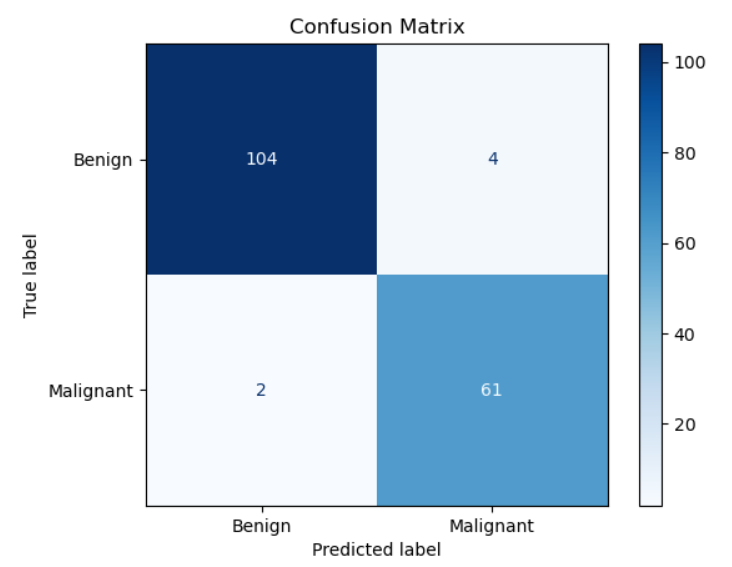 Confusion Matrix
Benign
104
4
Malignant
2
61
Benign
Malignant
Predicted label
True label
100
80
60
40
20